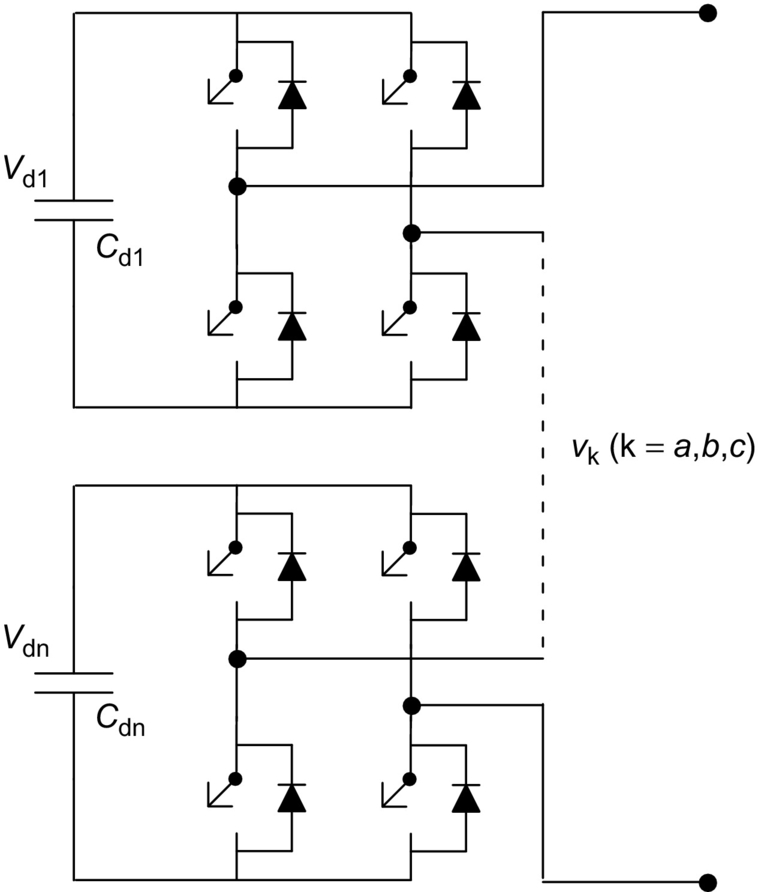 Vd1
Cd1
vk (k = a,b,c)
Vdn
Cdn